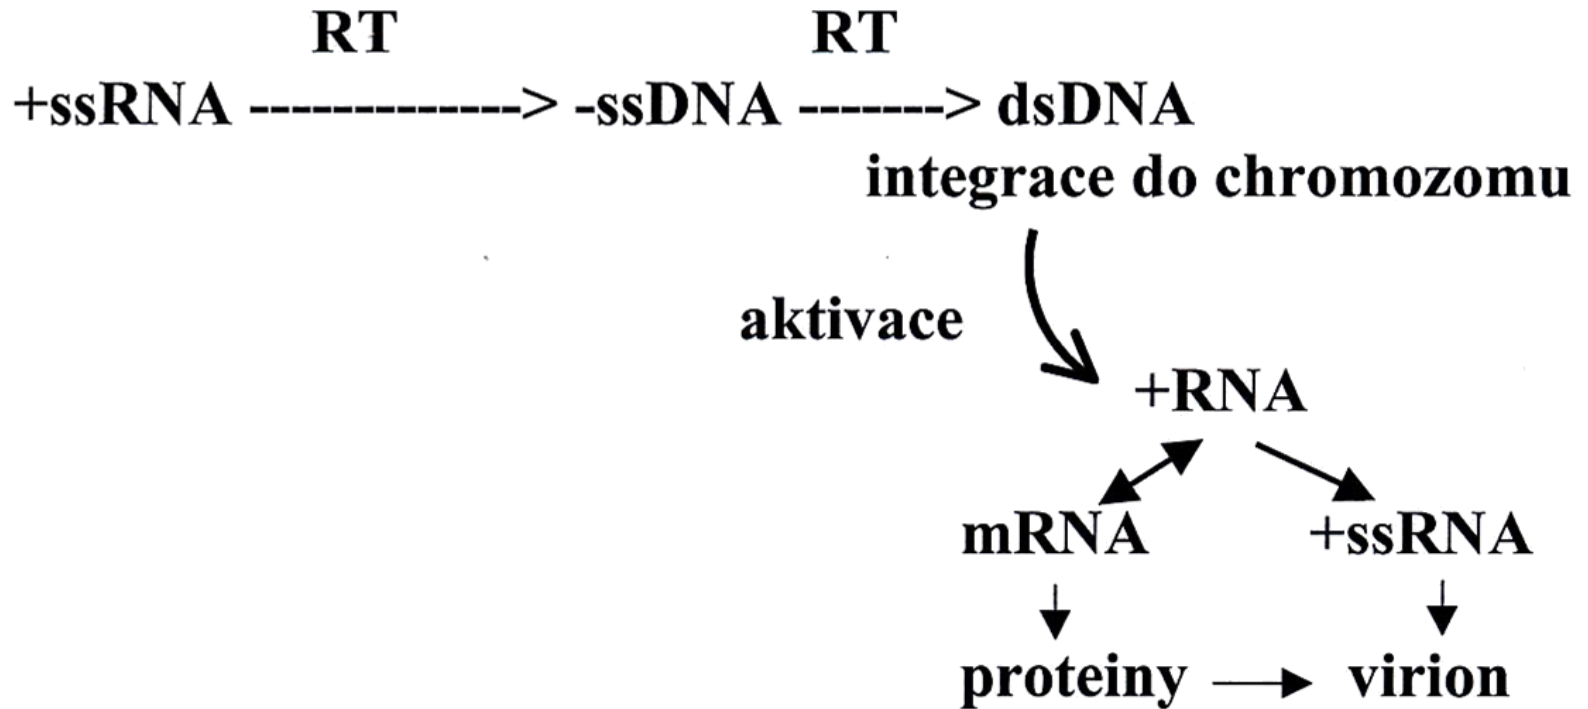 RT RT
+ssRNA -------------> -ssDNA -------> dsDNA
integrace do chromozomu
aktivace
+RNA
mRNA +ssRNA
proteiny virion